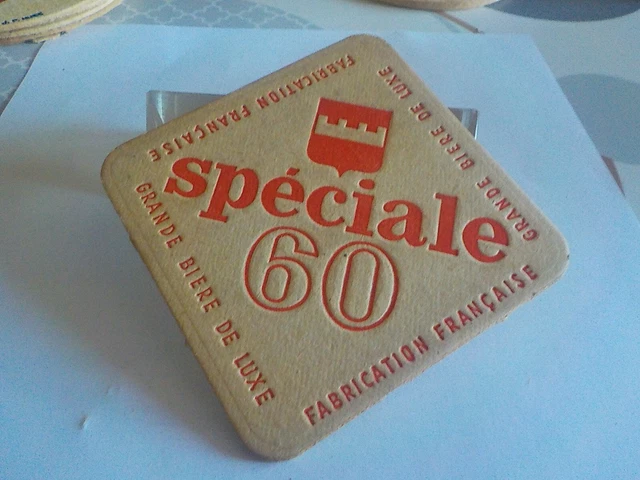 FABRICATION FRANÇAISE
GRANDE BIERE DE LUXE
spéciale
60
GRANDE BIERE DE LUXE
FABRICATION FRANÇAISE